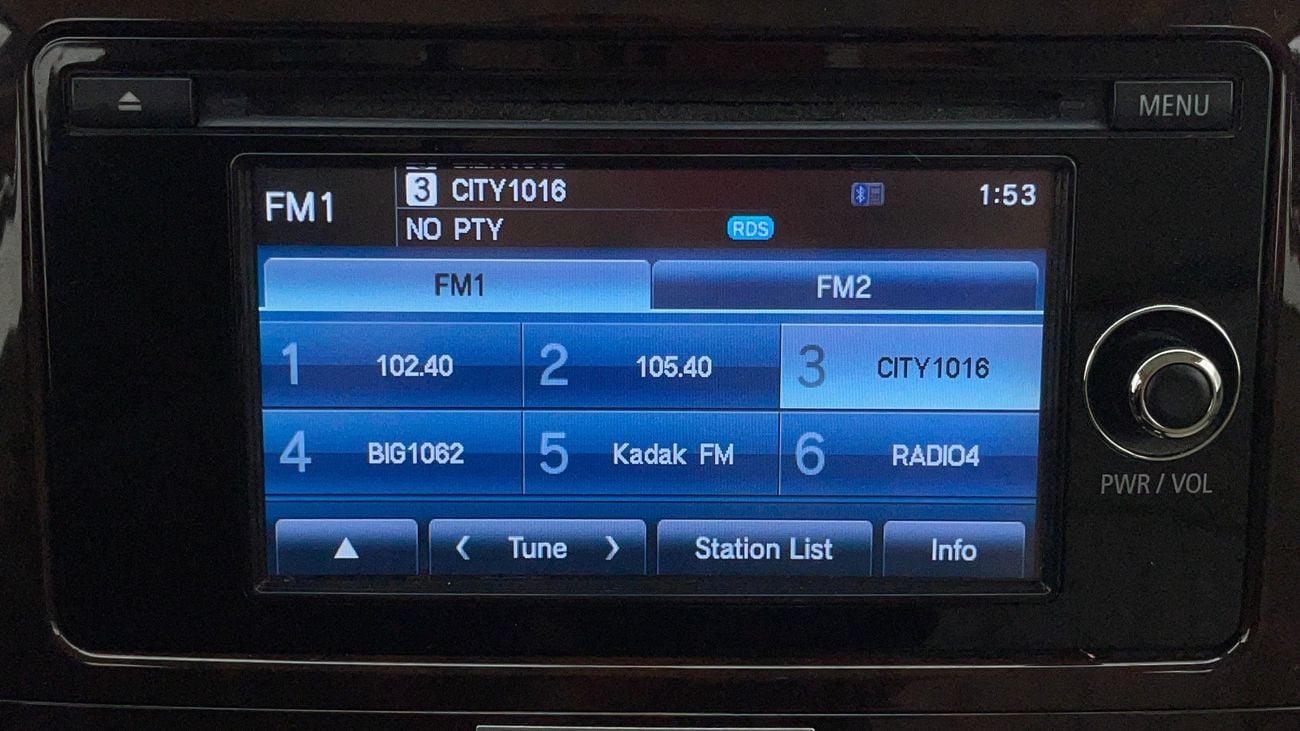 MENU
FM1
3 CITY1016
1:53
NO PTY RDS
FM1 FM2
1 102.40 2 105.40 3 CITY1016
4 BIG1062 5 Kadak FM 6 RADIO4
Tune Station List Info
PWR / VOL